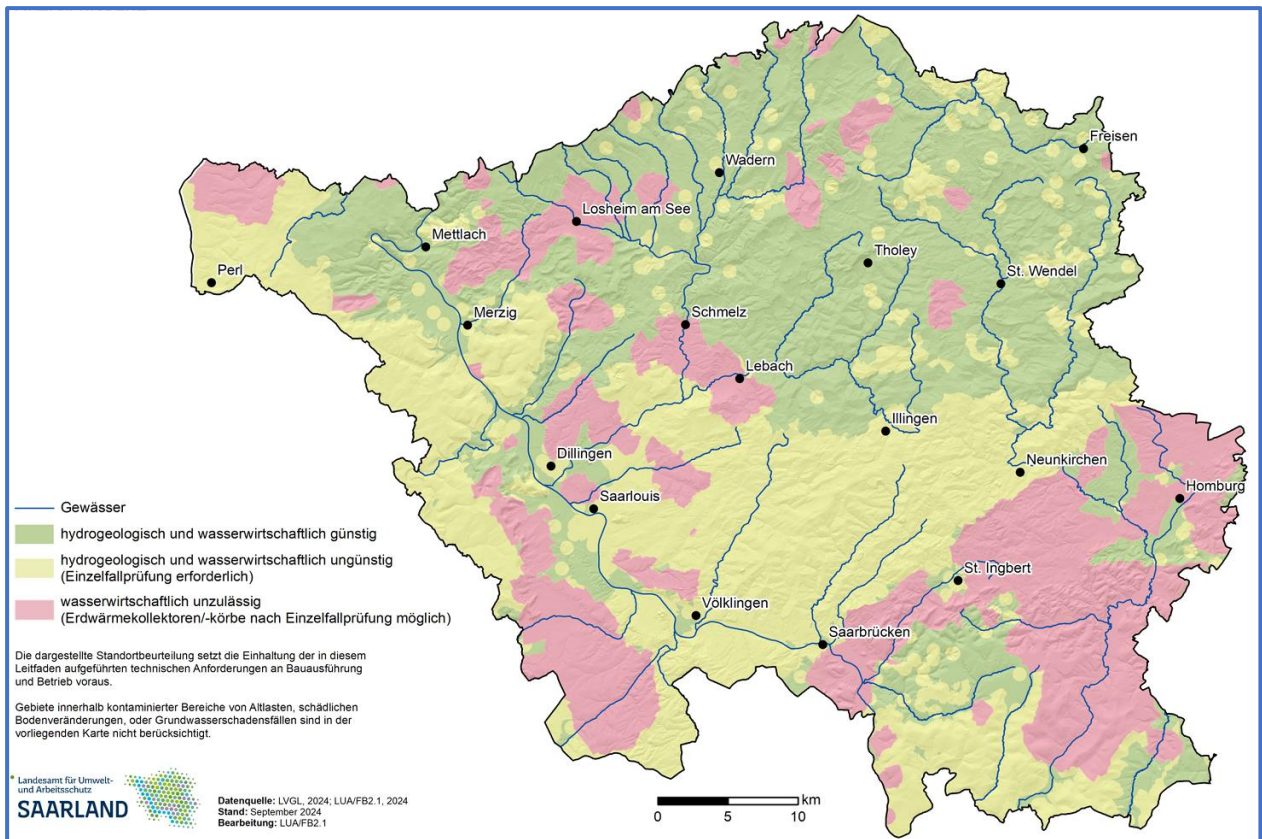 Freisen
Wadern
Losheim am See
Mettlach
Tholey
Perl
St. Wendel
Merzig
Schmelz
Lebach
Illingen
Dillingen
Neunkirchen
Homburg
Saarlouis
St. Ingbert
Völklingen
Saarbrücken
Gewässer
hydrogeologisch und wasserwirtschaftlich günstig
hydrogeologisch und wasserwirtschaftlich ungünstig
(Einzelfallprüfung erforderlich)
wasserwirtschaftlich unzulässig
(Erdwärmekollektoren/-körbe nach Einzelfallprüfung möglich)
Die dargestellte Standortbeurteilung setzt die Einhaltung der in diesem
Leitfaden aufgeführten technischen Anforderungen an Bauausführung
und Betrieb voraus.
Gebiete innerhalb kontaminierter Bereiche von Altlasten, schädlichen
Bodenveränderungen, oder Grundwasserschadensfällen sind in der
vorliegenden Karte nicht berücksichtigt.
Landesamt für Umwelt-
und Arbeitsschutz
SAARLAND
Datenquelle: LVGL, 2024; LUA/FB2.1, 2024
Stand: September 2024
Bearbeitung: LUA/FB2.1
km
0 5 10